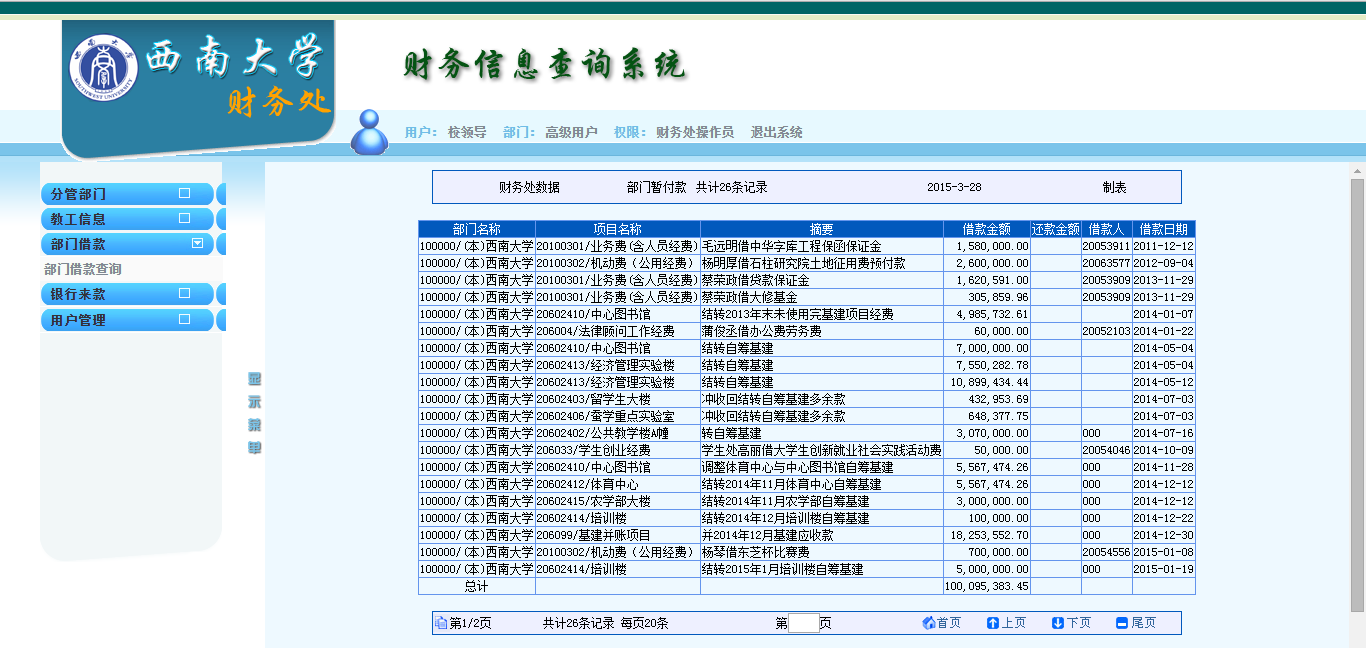 西南大学
SOUTHWEST UNIVERSITY
财务处
财务信息查询系统
用户： 校领导 部门： 高级用户 权限： 财务处操作员 退出系统
分管部门
教工信息
部门借款
部门借款查询
银行来款
用户管理
显
示
菜
单
财务处数据 部门暂付款 共计26条记录 2015-3-28 制表
部门名称 项目名称 摘要 借款金额 还款金额 借款人 借款日期
100000/(本)西南大学 20100301/业务费(含人员经费) 毛远明借中华字库工程保函保证金 1,580,000.00 20053911 2011-12-12
100000/(本)西南大学 20100302/机动费（公用经费） 杨明厚借石柱研究院土地征用费预付款 2,600,000.00 20063577 2012-09-04
100000/(本)西南大学 20100301/业务费(含人员经费) 蔡荣政借贷款保证金 1,620,591.00 20053909 2013-11-29
100000/(本)西南大学 20100301/业务费(含人员经费) 蔡荣政借大修基金 305,859.96 20053909 2013-11-29
100000/(本)西南大学 20602410/中心图书馆 结转2013年末未使用完基建项目经费 4,985,732.61 2014-01-07
100000/(本)西南大学 206004/法律顾问工作经费 蒲俊丞借办公费劳务费 60,000.00 20052103 2014-01-22
100000/(本)西南大学 20602410/中心图书馆 结转自筹基建 7,000,000.00 2014-05-04
100000/(本)西南大学 20602413/经济管理实验楼 结转自筹基建 7,550,282.78 2014-05-04
100000/(本)西南大学 20602413/经济管理实验楼 结转自筹基建 10,899,434.44 2014-05-12
100000/(本)西南大学 20602403/留学生大楼 冲收回结转自筹基建多余款 432,953.69 2014-07-03
100000/(本)西南大学 20602406/蚕学重点实验室 冲收回结转自筹基建多余款 648,377.75 2014-07-03
100000/(本)西南大学 20602402/公共教学楼A幢 转自筹基建 3,070,000.00 000 2014-07-16
100000/(本)西南大学 206033/学生创业经费 学生处高丽借大学生创新就业社会实践活动费 50,000.00 20054046 2014-10-09
100000/(本)西南大学 20602410/中心图书馆 调整体育中心与中心图书馆自筹基建 5,567,474.26 000 2014-11-28
100000/(本)西南大学 20602412/体育中心 结转2014年11月体育中心自筹基建 5,567,474.26 000 2014-12-12
100000/(本)西南大学 20602415/农学部大楼 结转2014年11月农学部自筹基建 3,000,000.00 000 2014-12-12
100000/(本)西南大学 20602414/培训楼 结转2014年12月培训楼自筹基建 100,000.00 000 2014-12-22
100000/(本)西南大学 206099/基建并账项目 并2014年12月基建应收款 18,253,552.70 000 2014-12-30
100000/(本)西南大学 20100302/机动费（公用经费） 杨琴借东芝杯比赛费 700,000.00 20054556 2015-01-08
100000/(本)西南大学 20602414/培训楼 结转2015年1月培训楼自筹基建 5,000,000.00 000 2015-01-19
总计 100,095,383.45
第1/2页 共计26条记录 每页20条 第 页 首页 上页 下页 尾页